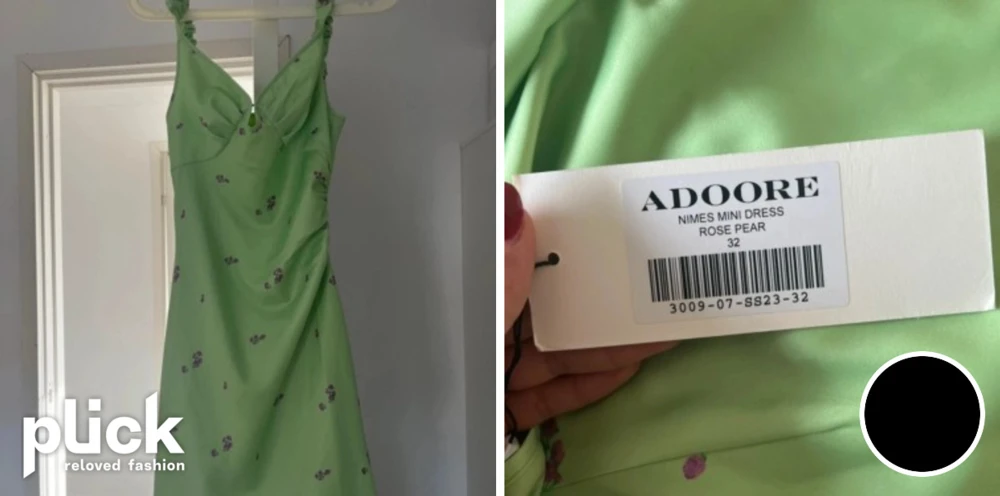 plick
reloved fashion
ADOORE
NIMES MINI DRESS
ROSE PEAR
32
3009-07-SS23-32